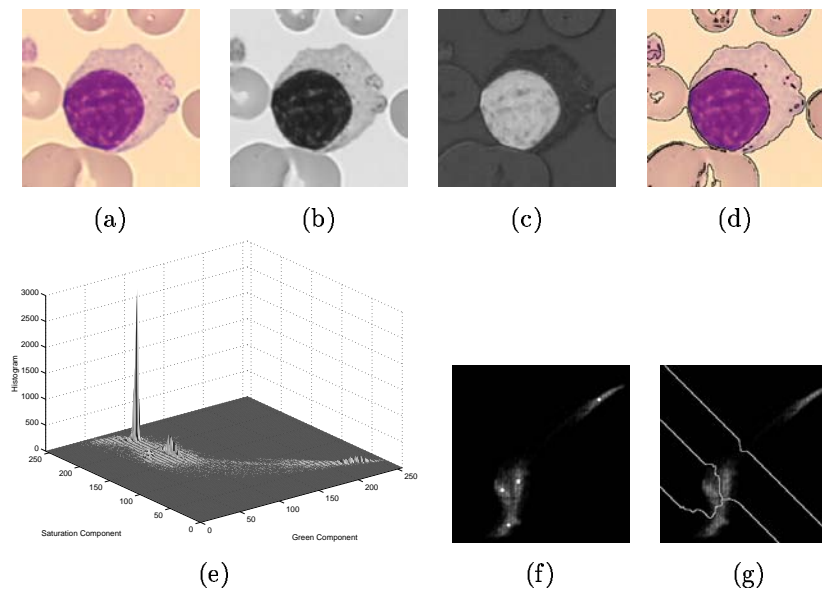 (a)
(b)
(c)
(d)
3000
2500
2000
1500
1000
500
0
Histogram
250
200
150
100
50
0
Saturation Component
0
50
100
150
200
250
Green Component
(e)
(f)
(g)